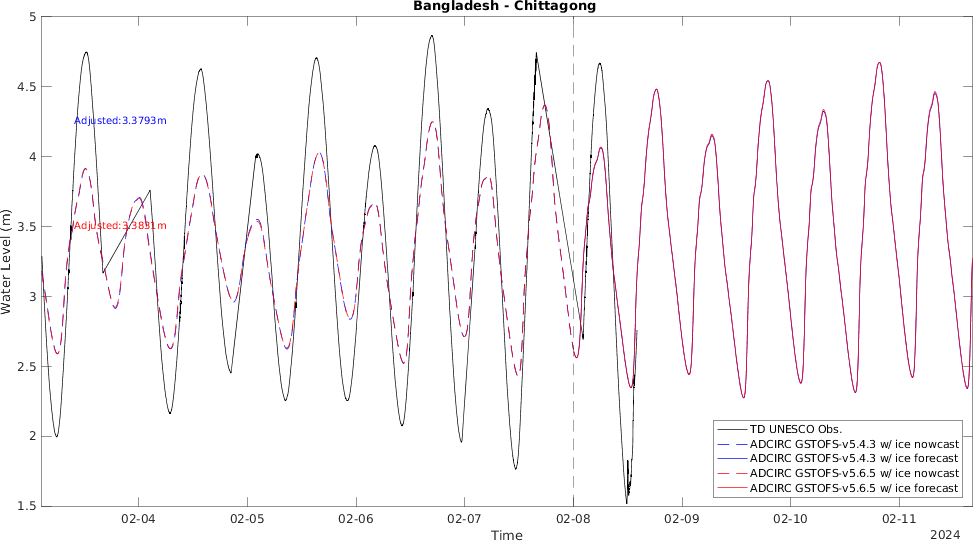 Bangladesh - Chittagong
5
4.5
4
3.5
3
2.5
2
1.5
Water Level (m)
Adjusted:3.3793m
Adjusted:3.3831m
TD UNESCO Obs.
ADCIRC GSTOFS-v5.4.3 w/ ice nowcast
ADCIRC GSTOFS-v5.4.3 w/ ice forecast
ADCIRC GSTOFS-v5.6.5 w/ ice nowcast
ADCIRC GSTOFS-v5.6.5 w/ ice forecast
02-04 02-05 02-06 02-07 02-08 02-09 02-10 02-11
Time
2024